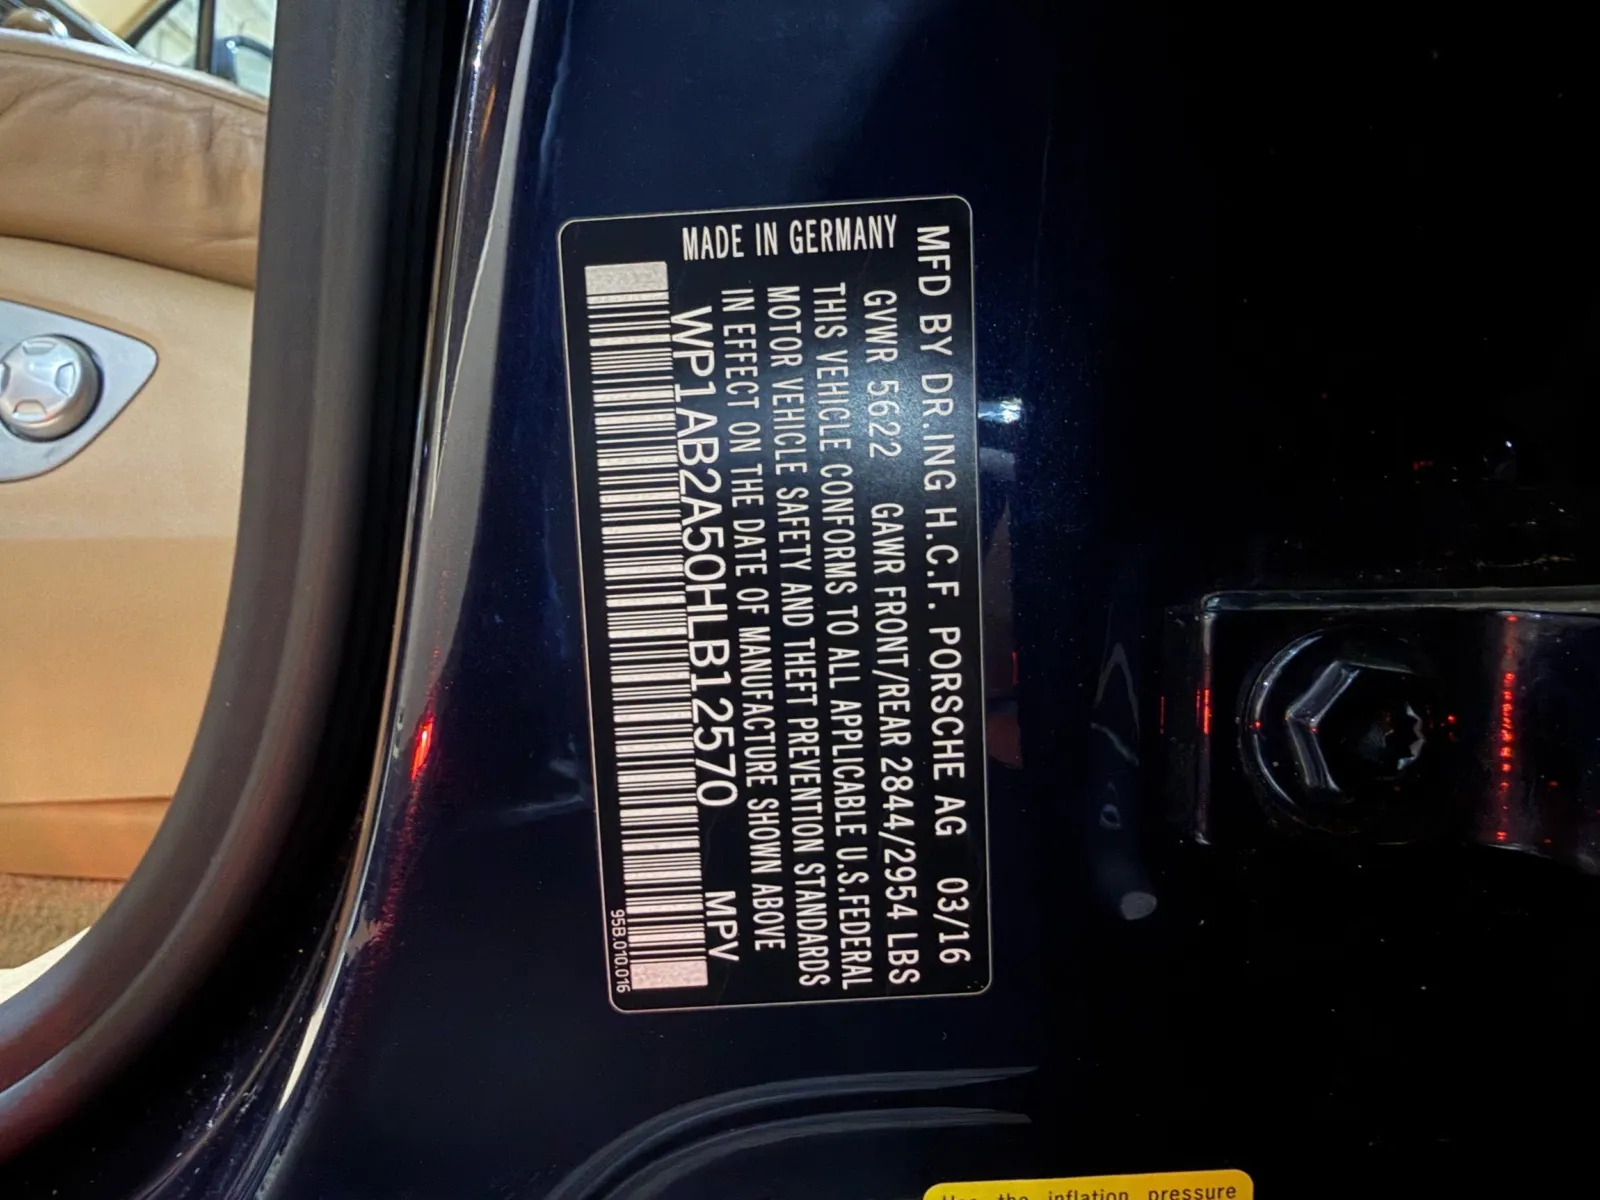 MFD BY DR.ING H.C.F. PORSCHE AG 03/16
MADE IN GERMANY
GVWR 5622 GAWR FRONT/REAR 2844/2954 LBS
THIS VEHICLE CONFORMS TO ALL APPLICABLE U.S.FEDERAL
MOTOR VEHICLE SAFETY AND THEFT PREVENTION STANDARDS
IN EFFECT ON THE DATE OF MANUFACTURE SHOWN ABOVE
WP1AB2A50HLB12570 MPV
95B.010.016
Use the inflation pressure